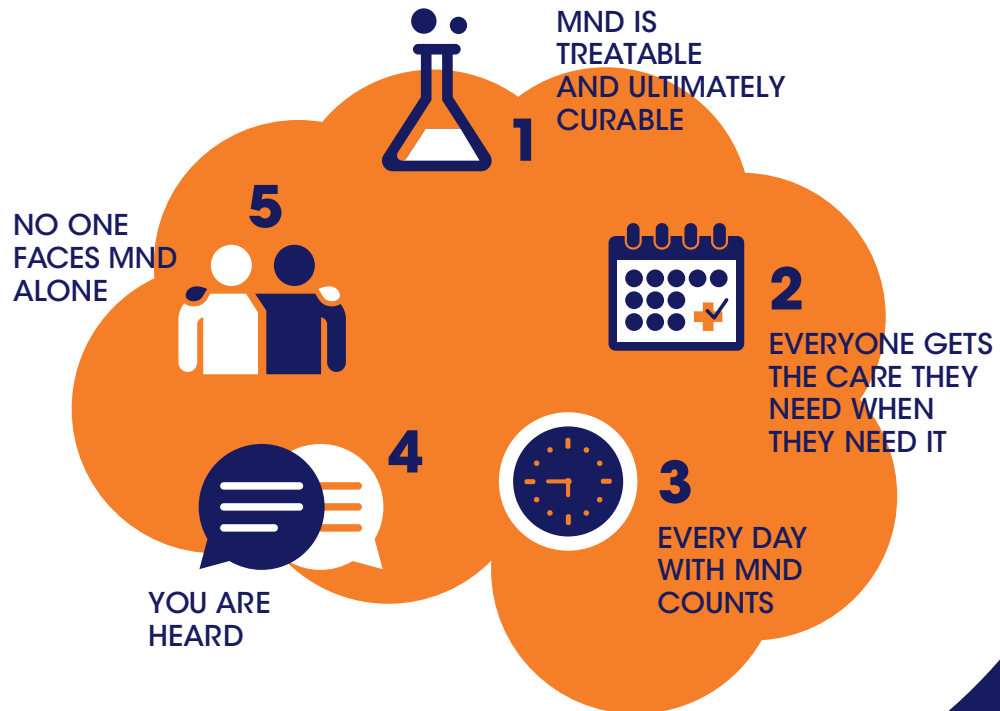 1
MND IS
TREATABLE
AND ULTIMATELY
CURABLE
2
EVERYONE GETS
THE CARE THEY
NEED WHEN
THEY NEED IT
3
EVERY DAY
WITH MND
COUNTS
4
YOU ARE
HEARD
5
NO ONE
FACES MND
ALONE